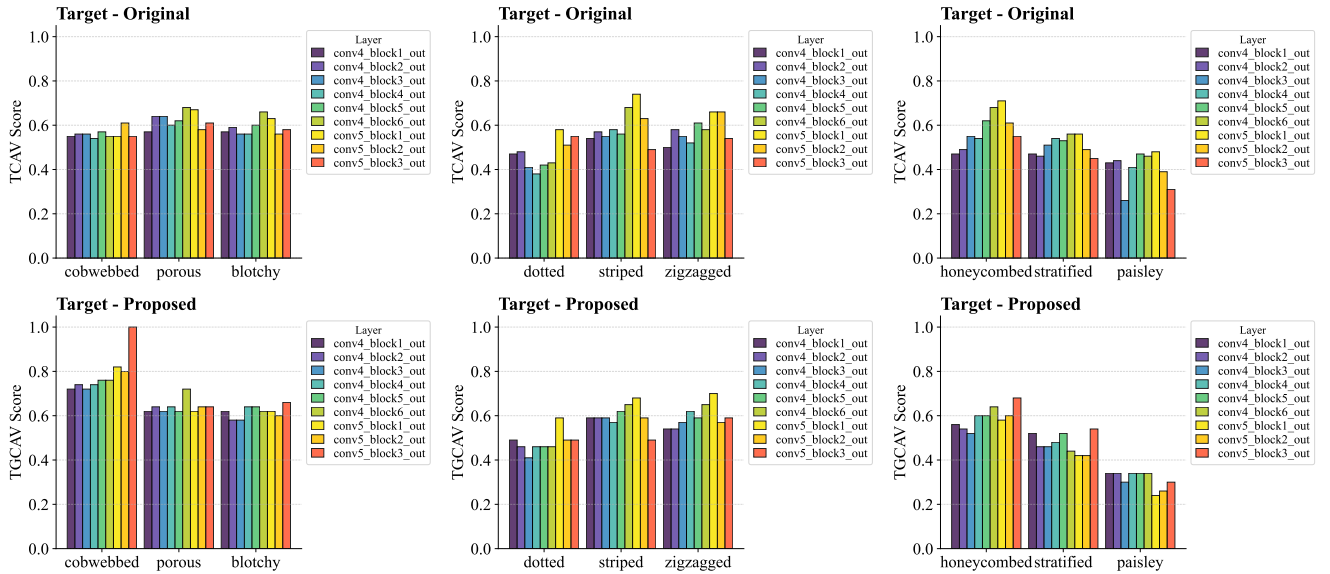 Target - Original
TCAV Score
1.0
0.8
0.6
0.4
0.2
0.0
cobwebbed porous blotchy
Layer
conv4_block1_out
conv4_block2_out
conv4_block3_out
conv4_block4_out
conv4_block5_out
conv4_block6_out
conv5_block1_out
conv5_block2_out
conv5_block3_out
Target - Original
TCAV Score
1.0
0.8
0.6
0.4
0.2
0.0
dotted striped zigzagged
Layer
conv4_block1_out
conv4_block2_out
conv4_block3_out
conv4_block4_out
conv4_block5_out
conv4_block6_out
conv5_block1_out
conv5_block2_out
conv5_block3_out
Target - Original
TCAV Score
1.0
0.8
0.6
0.4
0.2
0.0
honeycombed stratified paisley
Layer
conv4_block1_out
conv4_block2_out
conv4_block3_out
conv4_block4_out
conv4_block5_out
conv4_block6_out
conv5_block1_out
conv5_block2_out
conv5_block3_out
Target - Proposed
TGCAV Score
1.0
0.8
0.6
0.4
0.2
0.0
cobwebbed porous blotchy
Layer
conv4_block1_out
conv4_block2_out
conv4_block3_out
conv4_block4_out
conv4_block5_out
conv4_block6_out
conv5_block1_out
conv5_block2_out
conv5_block3_out
Target - Proposed
TGCAV Score
1.0
0.8
0.6
0.4
0.2
0.0
dotted striped zigzagged
Layer
conv4_block1_out
conv4_block2_out
conv4_block3_out
conv4_block4_out
conv4_block5_out
conv4_block6_out
conv5_block1_out
conv5_block2_out
conv5_block3_out
Target - Proposed
TGCAV Score
1.0
0.8
0.6
0.4
0.2
0.0
honeycombed stratified paisley
Layer
conv4_block1_out
conv4_block2_out
conv4_block3_out
conv4_block4_out
conv4_block5_out
conv4_block6_out
conv5_block1_out
conv5_block2_out
conv5_block3_out